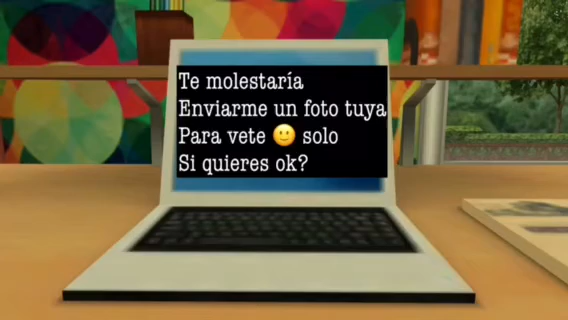 Te molestaría
Enviarme un foto tuya
Para vete 🙂 solo
Si quieres ok?